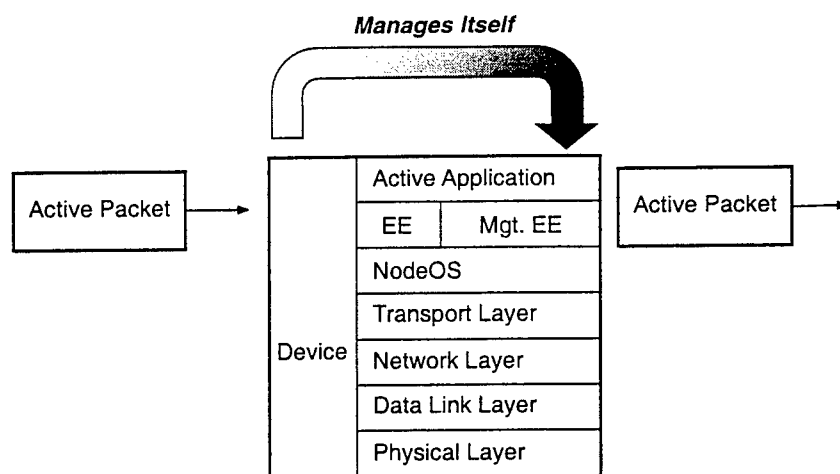 Manages Itself
Active Packet
Device
Active Application
EE
Mgt. EE
NodeOS
Transport Layer
Network Layer
Data Link Layer
Physical Layer
Active Packet